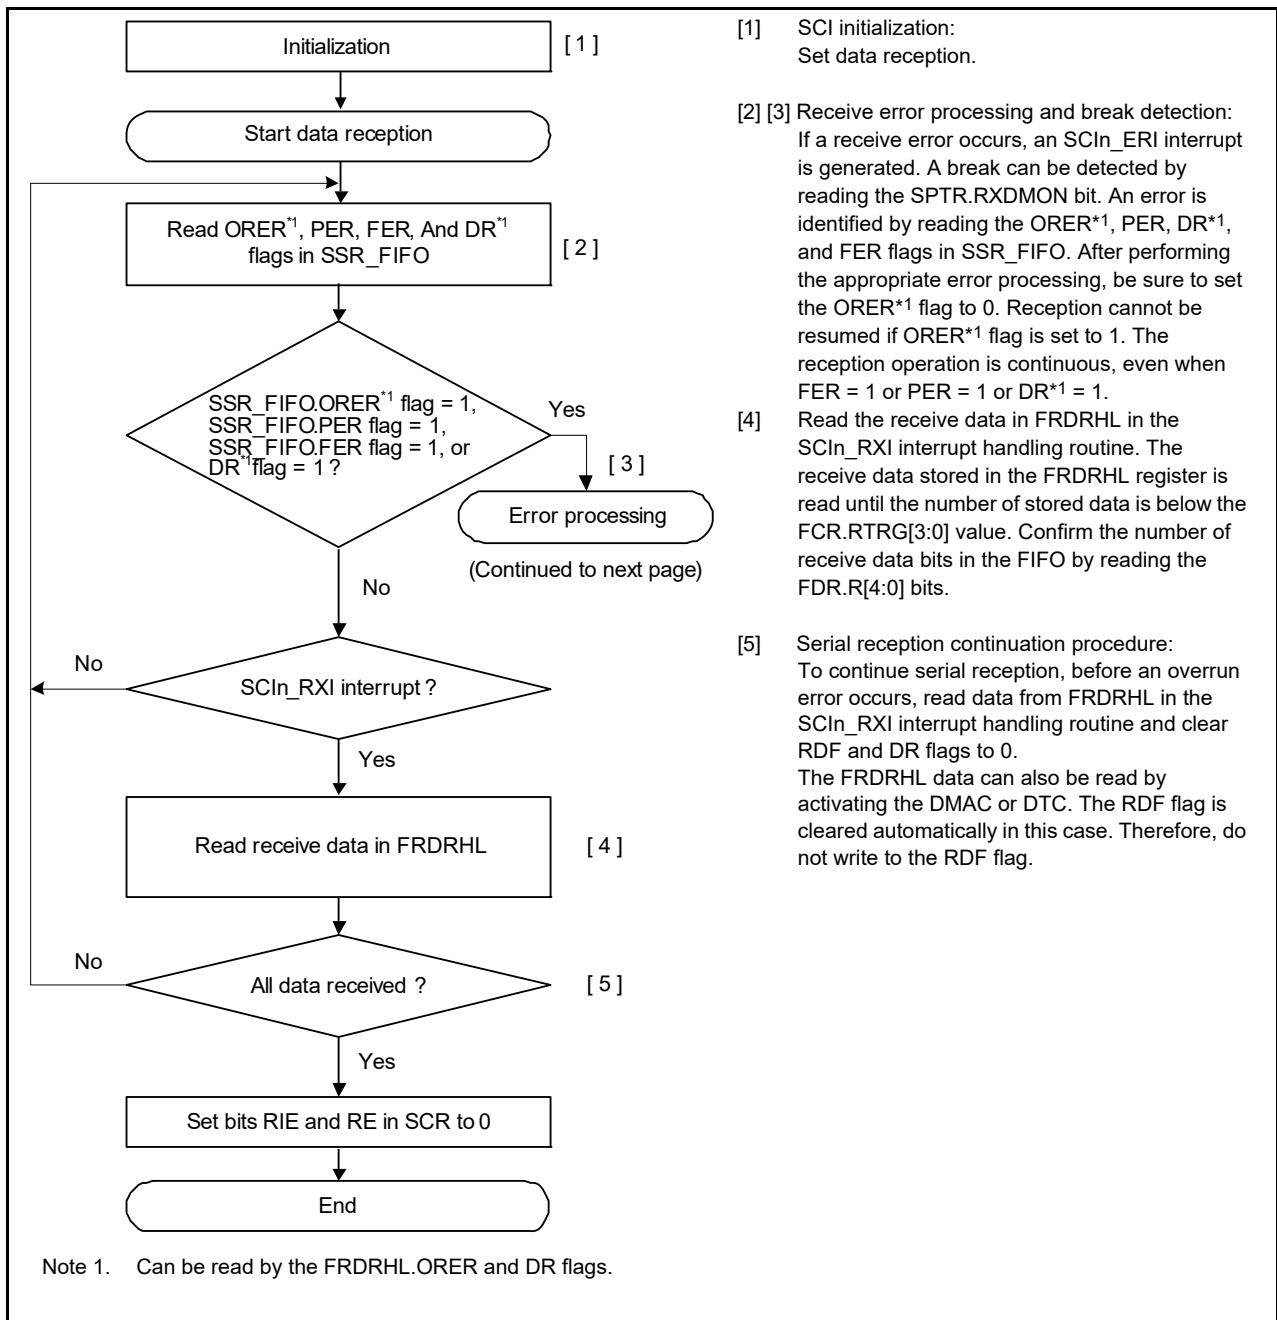 Initialization
[ 1 ]
Start data reception
Read ORER*1, PER, FER, And DR*1
flags in SSR_FIFO
[ 2 ]
SSR_FIFO.ORER*1 flag = 1,
SSR_FIFO.PER flag = 1,
SSR_FIFO.FER flag = 1, or
DR*1 flag = 1 ?
Yes
[ 3 ]
Error processing
(Continued to next page)
No
No
SCIn_RXI interrupt ?
Yes
Read receive data in FRDRHL
[ 4 ]
No
All data received ?
[ 5 ]
Yes
Set bits RIE and RE in SCR to 0
End
[1] SCI initialization:
Set data reception.
[2] [3] Receive error processing and break detection:
If a receive error occurs, an SCIn_ERI interrupt
is generated. A break can be detected by
reading the SPTR.RXDMON bit. An error is
identified by reading the ORER*1, PER, DR*1,
and FER flags in SSR_FIFO. After performing
the appropriate error processing, be sure to set
the ORER*1 flag to 0. Reception cannot be
resumed if ORER*1 flag is set to 1. The
reception operation is continuous, even when
FER = 1 or PER = 1 or DR*1 = 1.
[4] Read the receive data in FRDRHL in the
SCIn_RXI interrupt handling routine. The
receive data stored in the FRDRHL register is
read until the number of stored data is below the
FCR.RTRG[3:0] value. Confirm the number of
receive data bits in the FIFO by reading the
FDR.R[4:0] bits.
[5] Serial reception continuation procedure:
To continue serial reception, before an overrun
error occurs, read data from FRDRHL in the
SCIn_RXI interrupt handling routine and clear
RDF and DR flags to 0.
The FRDRHL data can also be read by
activating the DMAC or DTC. The RDF flag is
cleared automatically in this case. Therefore, do
not write to the RDF flag.
Note 1. Can be read by the FRDRHL.ORER and DR flags.